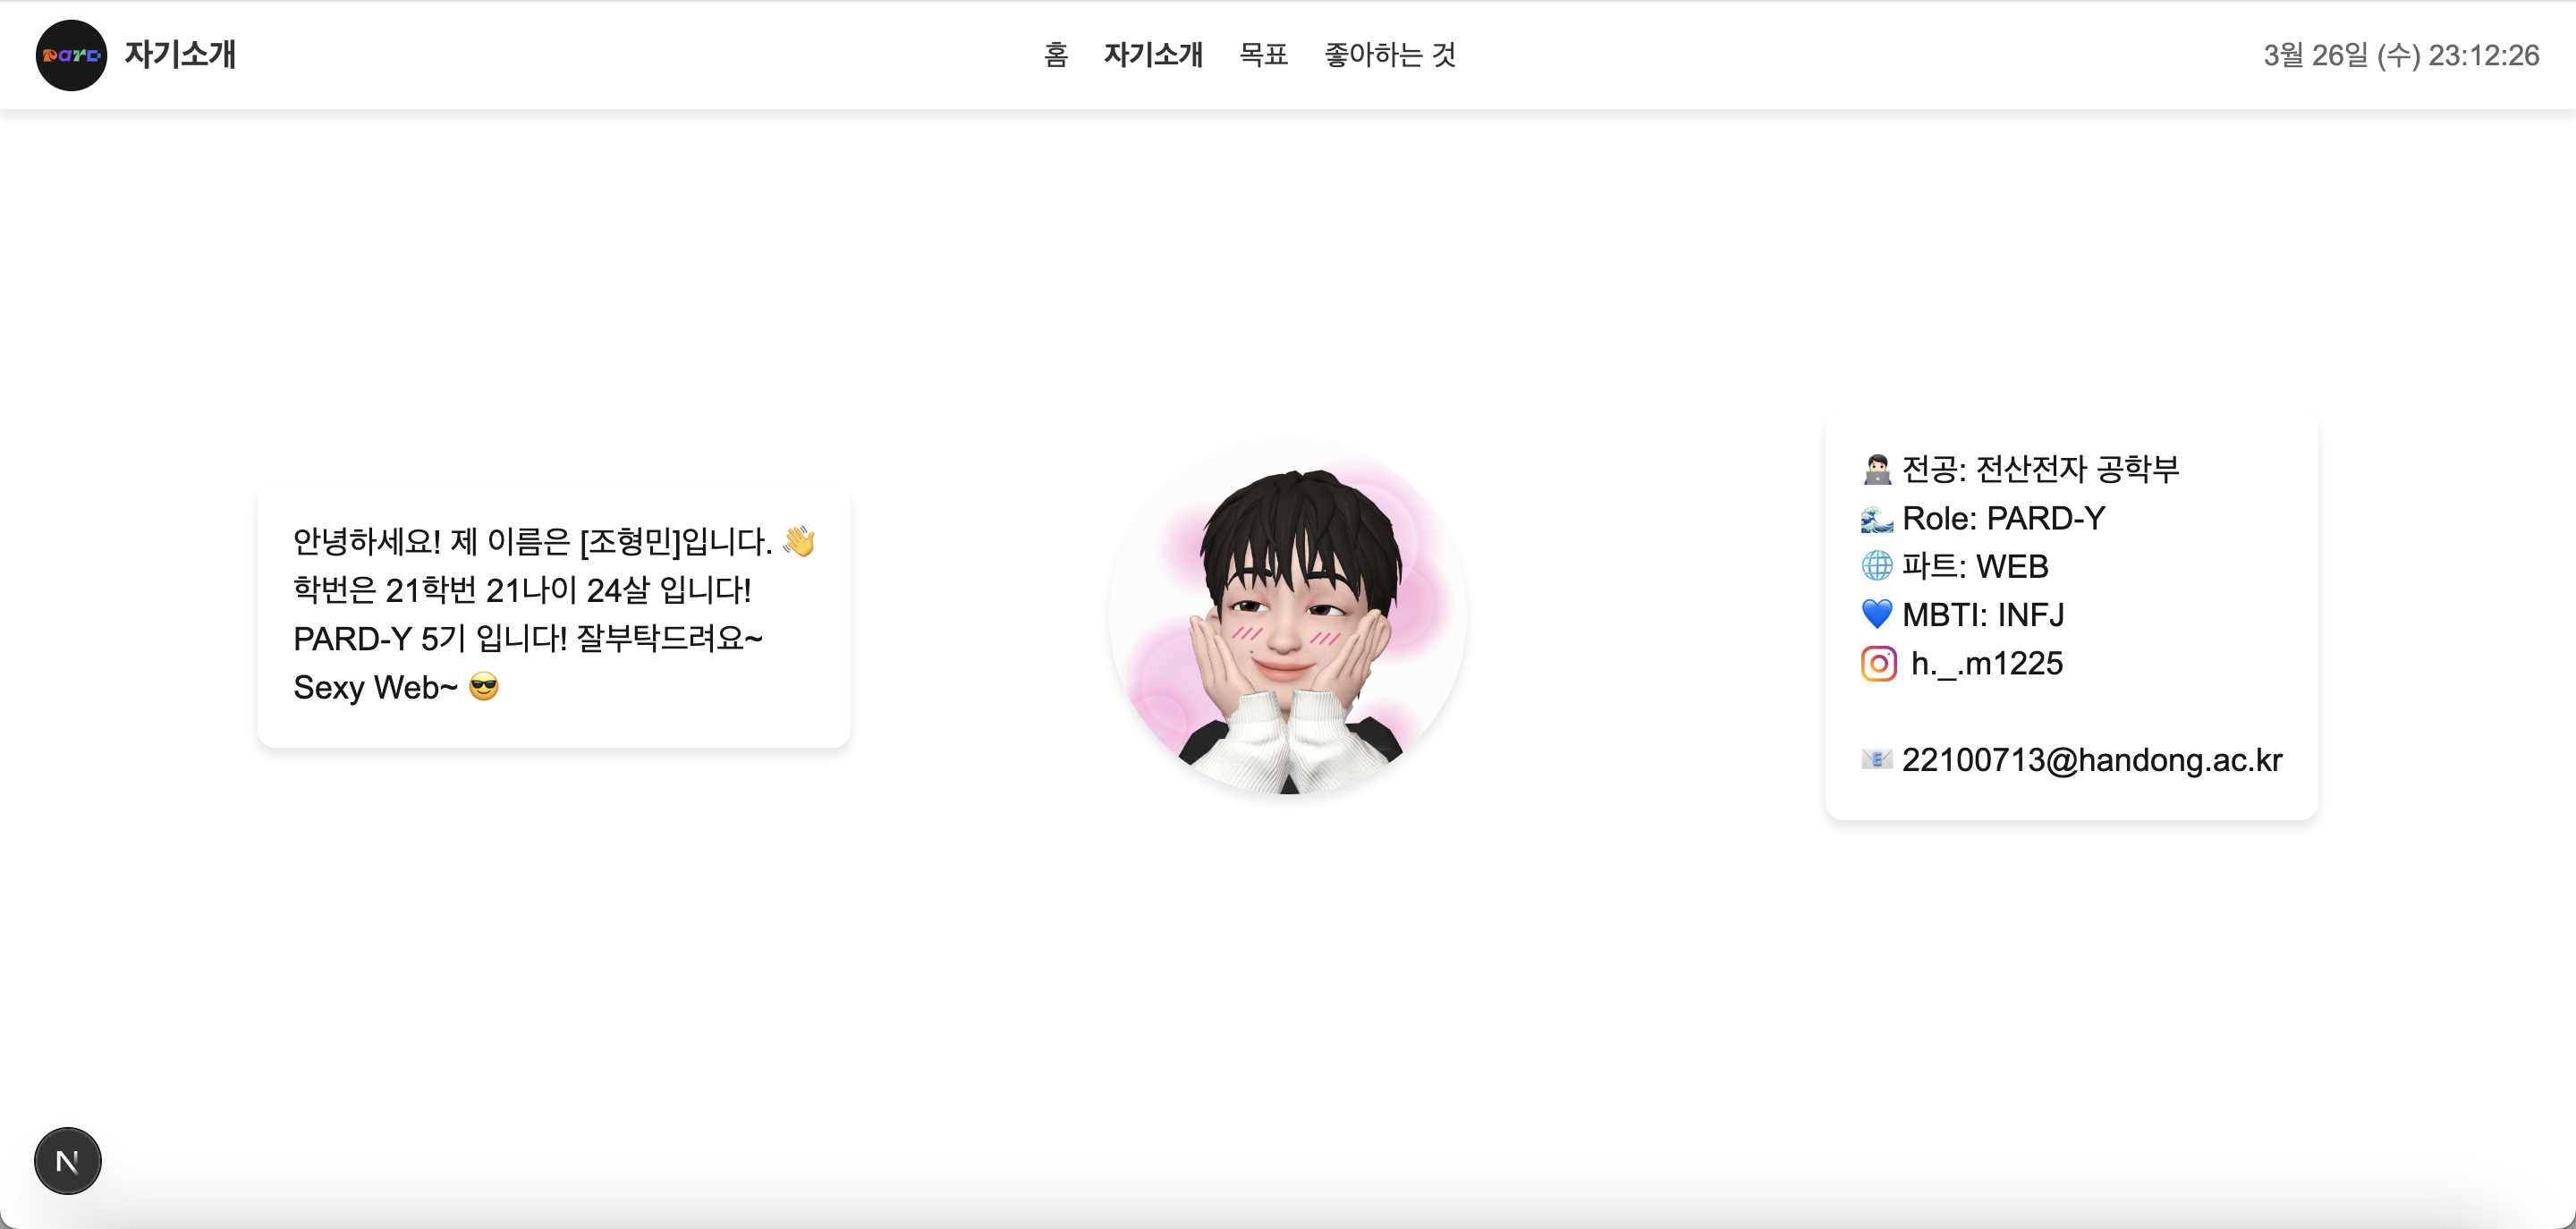 Pard 자기소개
홈 자기소개 목표 좋아하는 것
3월 26일 (수) 23:12:26
안녕하세요! 제 이름은 [조형민]입니다. 👋
학번은 21학번 21나이 24살 입니다!
PARD-Y 5기 입니다! 잘부탁드려요~
Sexy Web~ 😎
🧑🏻‍💻 전공: 전산전자 공학부
🌊 Role: PARD-Y
🌐 파트: WEB
💙 MBTI: INFJ
h._.m1225
📧 22100713@handong.ac.kr
N